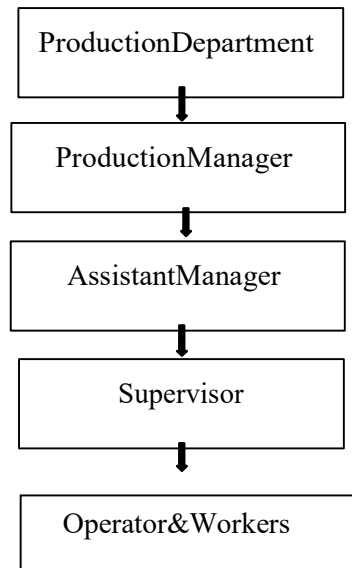 ProductionDepartment
ProductionManager
AssistantManager
Supervisor
Operator&Workers